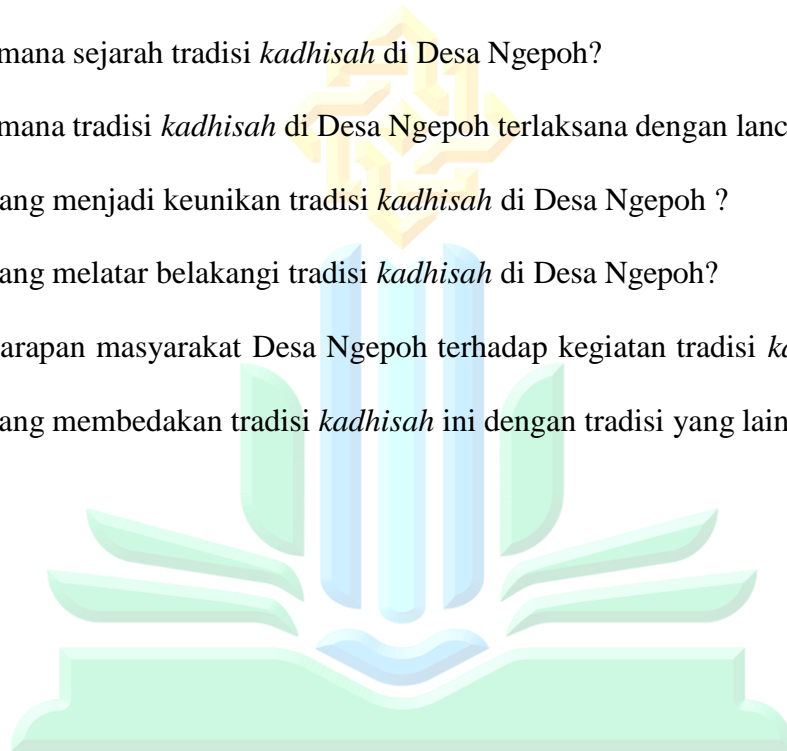 mana sejarah tradisi kadhisah di Desa Ngepoh?
mana tradisi kadhisah di Desa Ngepoh terlaksana dengan lanc
ang menjadi keunikan tradisi kadhisah di Desa Ngepoh ?
ang melatar belakangi tradisi kadhisah di Desa Ngepoh?
arapan masyarakat Desa Ngepoh terhadap kegiatan tradisi ka
ang membedakan tradisi kadhisah ini dengan tradisi yang lain